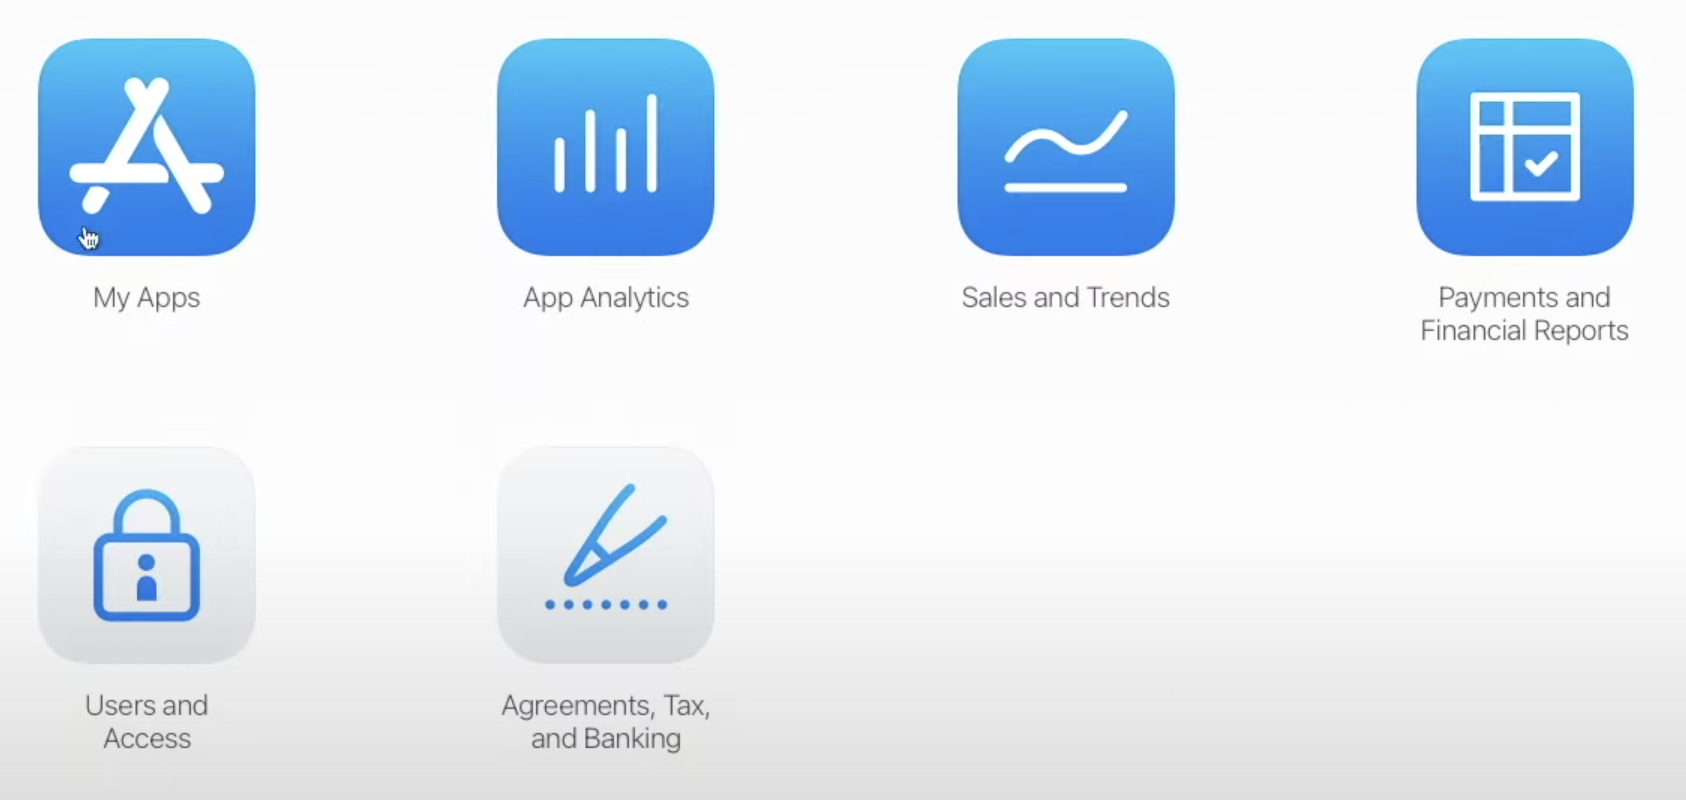 My Apps
App Analytics
Sales and Trends
Payments and
Financial Reports
Users and
Access
Agreements, Tax,
and Banking